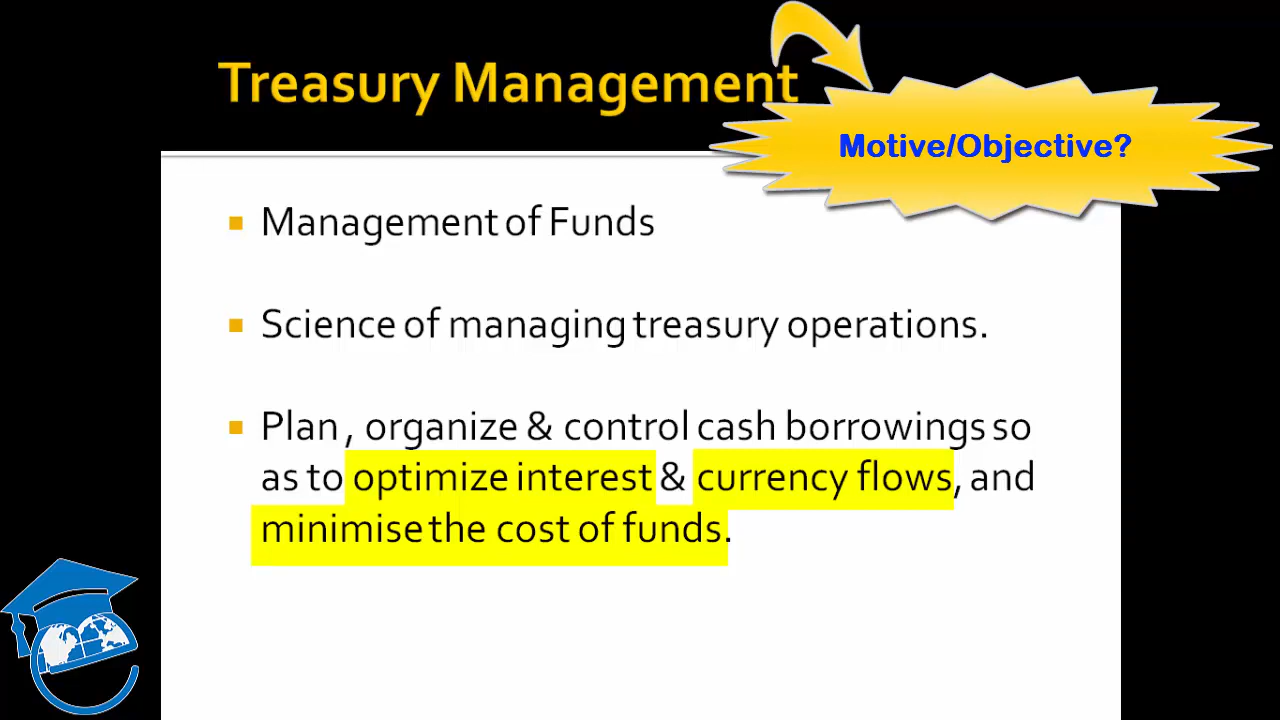 Treasury Management
Motive/Objective?
Management of Funds
Science of managing treasury operations.
Plan , organize & control cash borrowings so
as to optimize interest & currency flows, and
minimise the cost of funds.